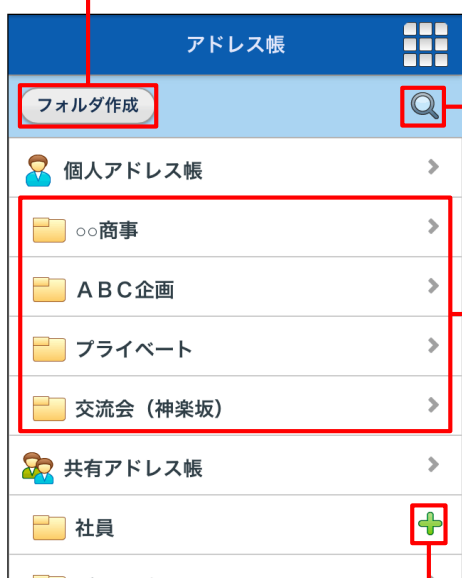 アドレス帳
フォルダ作成
個人アドレス帳
○○商事
ＡＢＣ企画
プライベート
交流会（神楽坂）
共有アドレス帳
社員